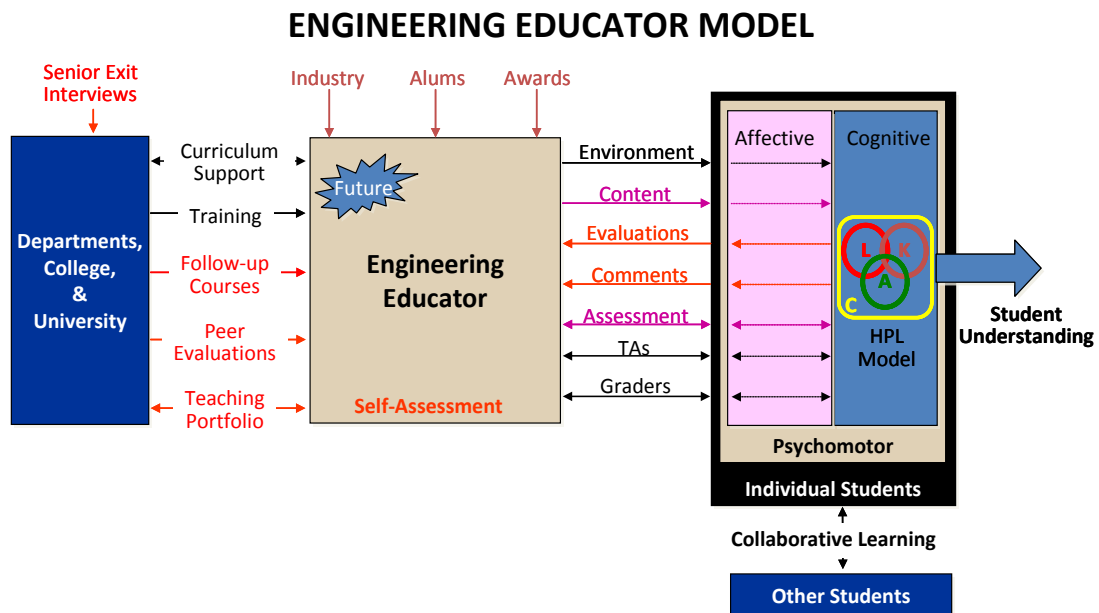 ENGINEERING EDUCATOR MODEL
Senior Exit
Interviews
Industry
Alums
Awards
Departments,
College,
&
University
Curriculum
Support
Training
Follow-up
Courses
Peer
Evaluations
Teaching
Portfolio
Future
Engineering
Educator
Self-Assessment
Environment
Content
Evaluations
Comments
Assessment
TAs
Graders
Affective
Cognitive
L
K
A
C
HPL
Model
Psychomotor
Individual Students
Student
Understanding
Collaborative Learning
Other Students